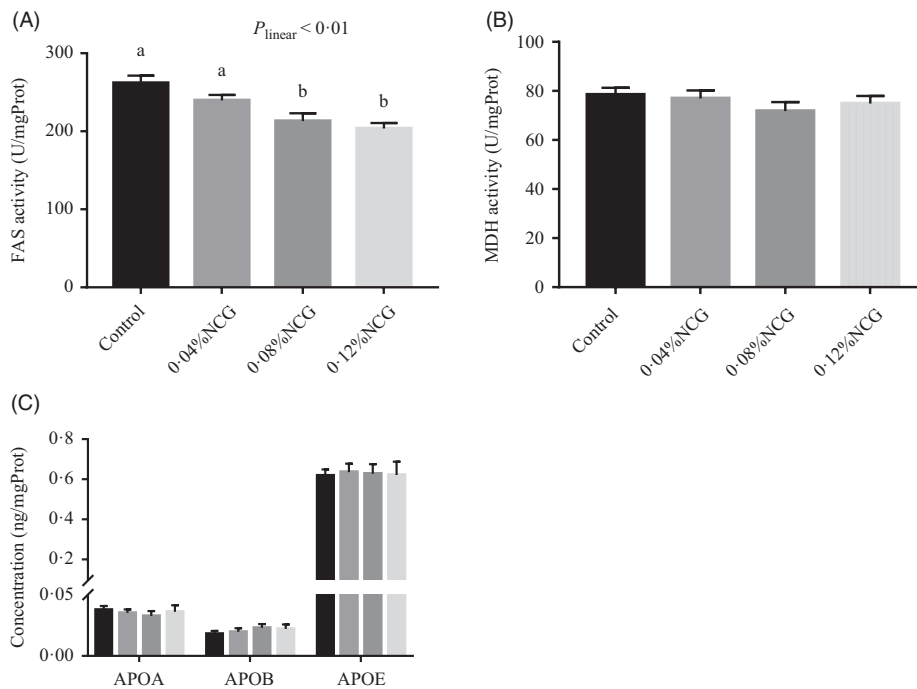 (A)
P linear < 0·01
FAS activity (U/mgProt)
300
200
100
0
a
a
b
b
Control
0·04%NCG
0·08%NCG
0·12%NCG
(B)
MDH activity (U/mgProt)
100
80
60
40
20
0
Control
0·04%NCG
0·08%NCG
0·12%NCG
(C)
Concentration (ng/mgProt)
0·8
0·6
0·4
0·2
0·05
0·00
APOA
APOB
APOE